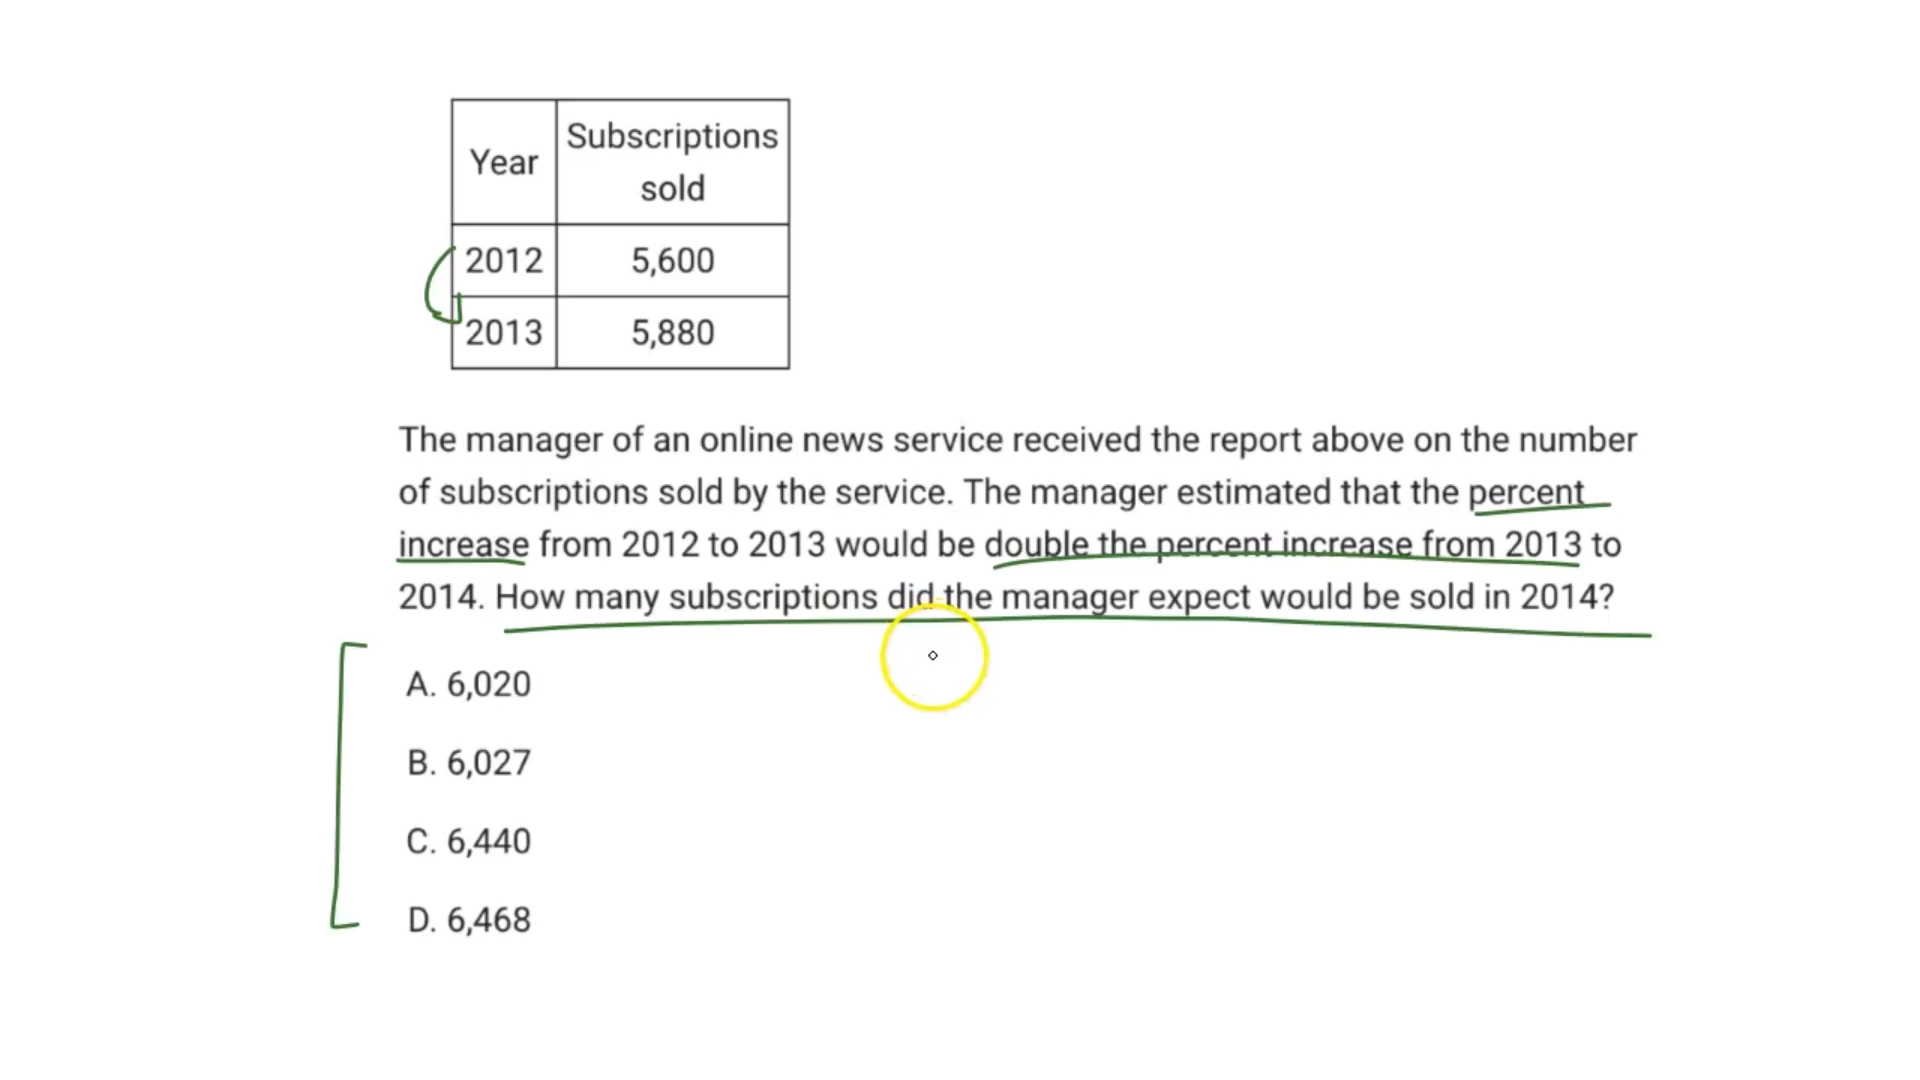 Year
Subscriptions
sold
2012 5,600
2013 5,880
The manager of an online news service received the report above on the number
of subscriptions sold by the service. The manager estimated that the percent
increase from 2012 to 2013 would be double the percent increase from 2013 to
2014. How many subscriptions did the manager expect would be sold in 2014?
A. 6,020
B. 6,027
C. 6,440
D. 6,468